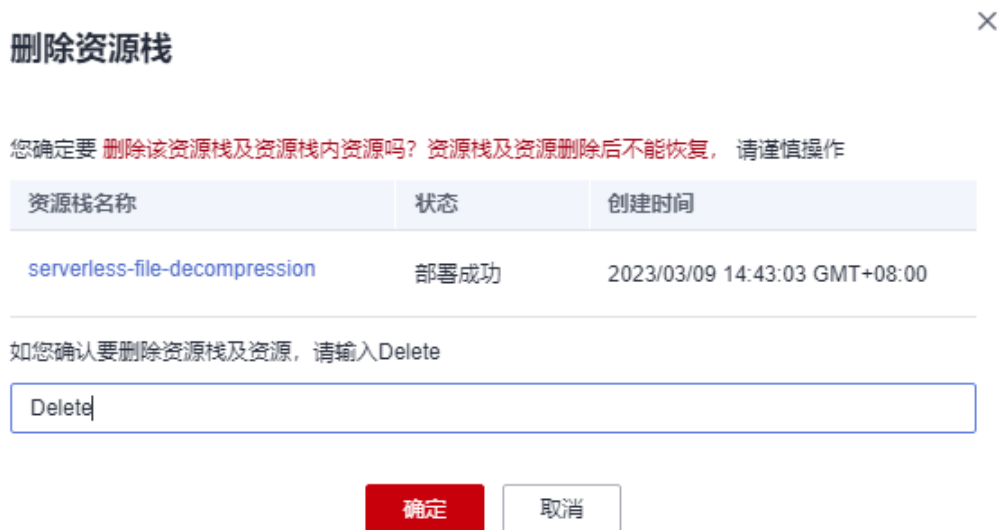 删除资源栈
您确定要 删除该资源栈及资源栈内资源吗？资源栈及资源删除后不能恢复， 请谨慎操作
资源栈名称 状态 创建时间
serverless-file-decompression 部署成功 2023/03/09 14:43:03 GMT+08:00
如您确认要删除资源栈及资源，请输入Delete
Delete
确定 取消